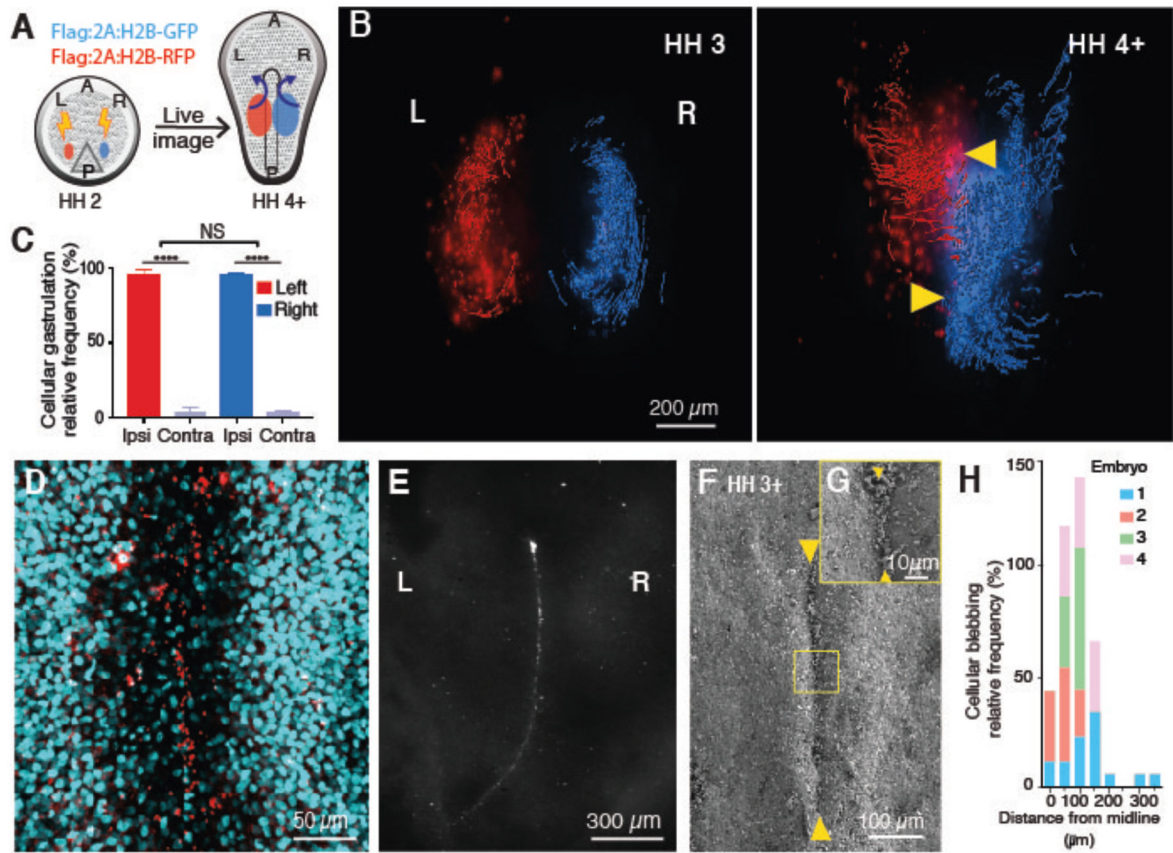 A
Flag:2A:H2B-GFP
Flag:2A:H2B-RFP
A
L
R
P
HH 2
Live
image
A
L
R
P
HH 4+
B
HH 3
L
R
200 µm
HH 4+
C
NS
****
****
Cellular gastrulation
relative frequency (%)
100
50
0
Left
Right
Ipsi Contra Ipsi Contra
D
50 µm
E
L
R
300 µm
F HH 3+
100 µm
G
10µm
H
Embryo
1
2
3
4
Cellular blebbing
relative frequency (%)
150
100
50
0
0 100 200 300
Distance from midline
(µm)